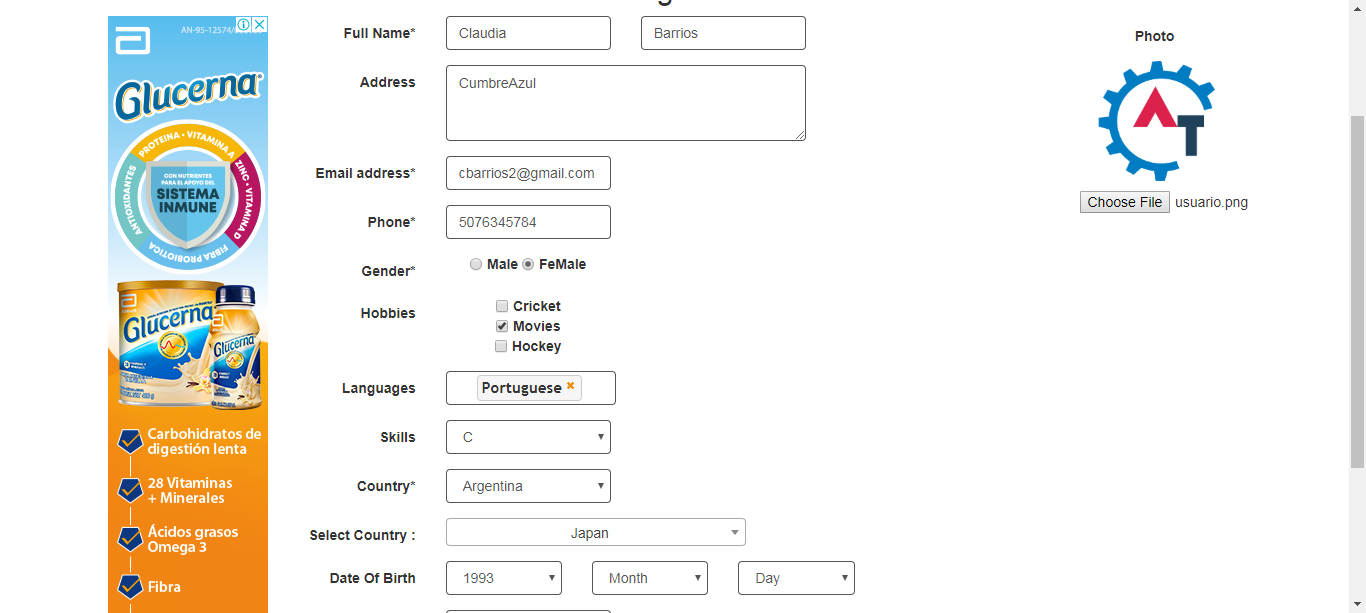 AN-95-12574/
Glucerna
PROTEINA • VITAMINA A
ZINC • VITAMINA D
FIBRA PROBIOTICA
ANTIOXIDANTES
CON NUTRIENTES
PARA EL APOYO DEL
SISTEMA
INMUNE
Glucerna
Glucerna
Carbohidratos de
digestión lenta
28 Vitaminas
+ Minerales
Ácidos grasos
Omega 3
Fibra
Full Name* Claudia Barrios
Address CumbreAzul
Email address* cbarrios2@gmail.com
Phone* 5076345784
Gender* Male FeMale
Hobbies Cricket
Movies
Hockey
Languages Portuguese
Skills C
Country* Argentina
Select Country : Japan
Date Of Birth 1993 Month Day
Photo
AT
Choose File usuario.png